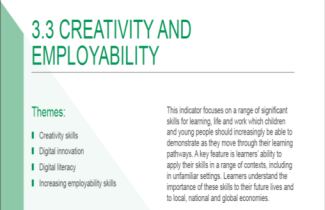 3.3 CREATIVITY AND
EMPLOYABILITY
Themes:
Creativity skills
Digital innovation
Digital literacy
Increasing employability skills
This indicator focuses on a range of significant
skills for learning, life and work which children
and young people should increasingly be able to
demonstrate as they move through their learning
pathways. A key feature is learners' ability to
apply their skills in a range of contexts, including
in unfamiliar settings. Learners understand the
importance of these skills to their future lives and
to local, national and global economies.